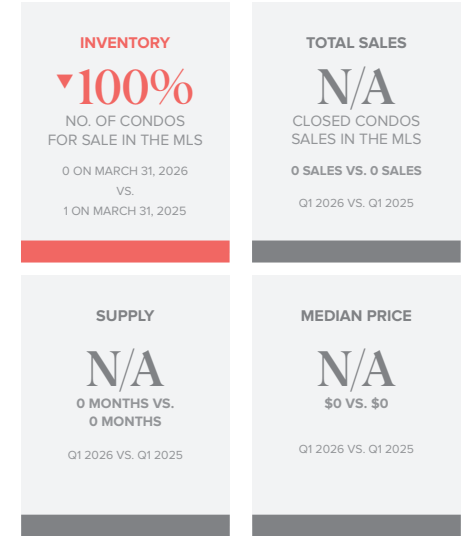 INVENTORY
▼100%
NO. OF CONDOS
FOR SALE IN THE MLS
0 ON MARCH 31, 2026
VS.
1 ON MARCH 31, 2025
TOTAL SALES
N/A
CLOSED CONDOS
SALES IN THE MLS
0 SALES VS. 0 SALES
Q1 2026 VS. Q1 2025
SUPPLY
N/A
0 MONTHS VS.
0 MONTHS
Q1 2026 VS. Q1 2025
MEDIAN PRICE
N/A
$0 VS. $0
Q1 2026 VS. Q1 2025